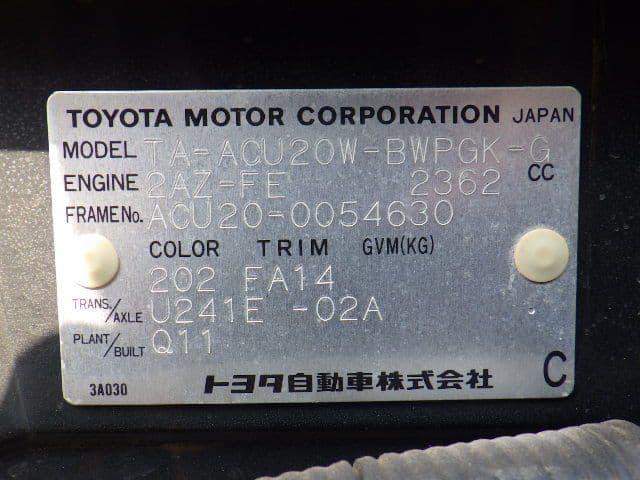 TOYOTA MOTOR CORPORATION JAPAN
MODEL TA-ACU20W-BWPGK-G
ENGINE 2AZ-FE 2362 CC
FRAME No. ACU20-0054630
COLOR TRIM GVM(KG)
202 FA14
TRANS./AXLE U241E -02A
PLANT/BUILT Q11
3A030 トヨタ自動車株式会社 C